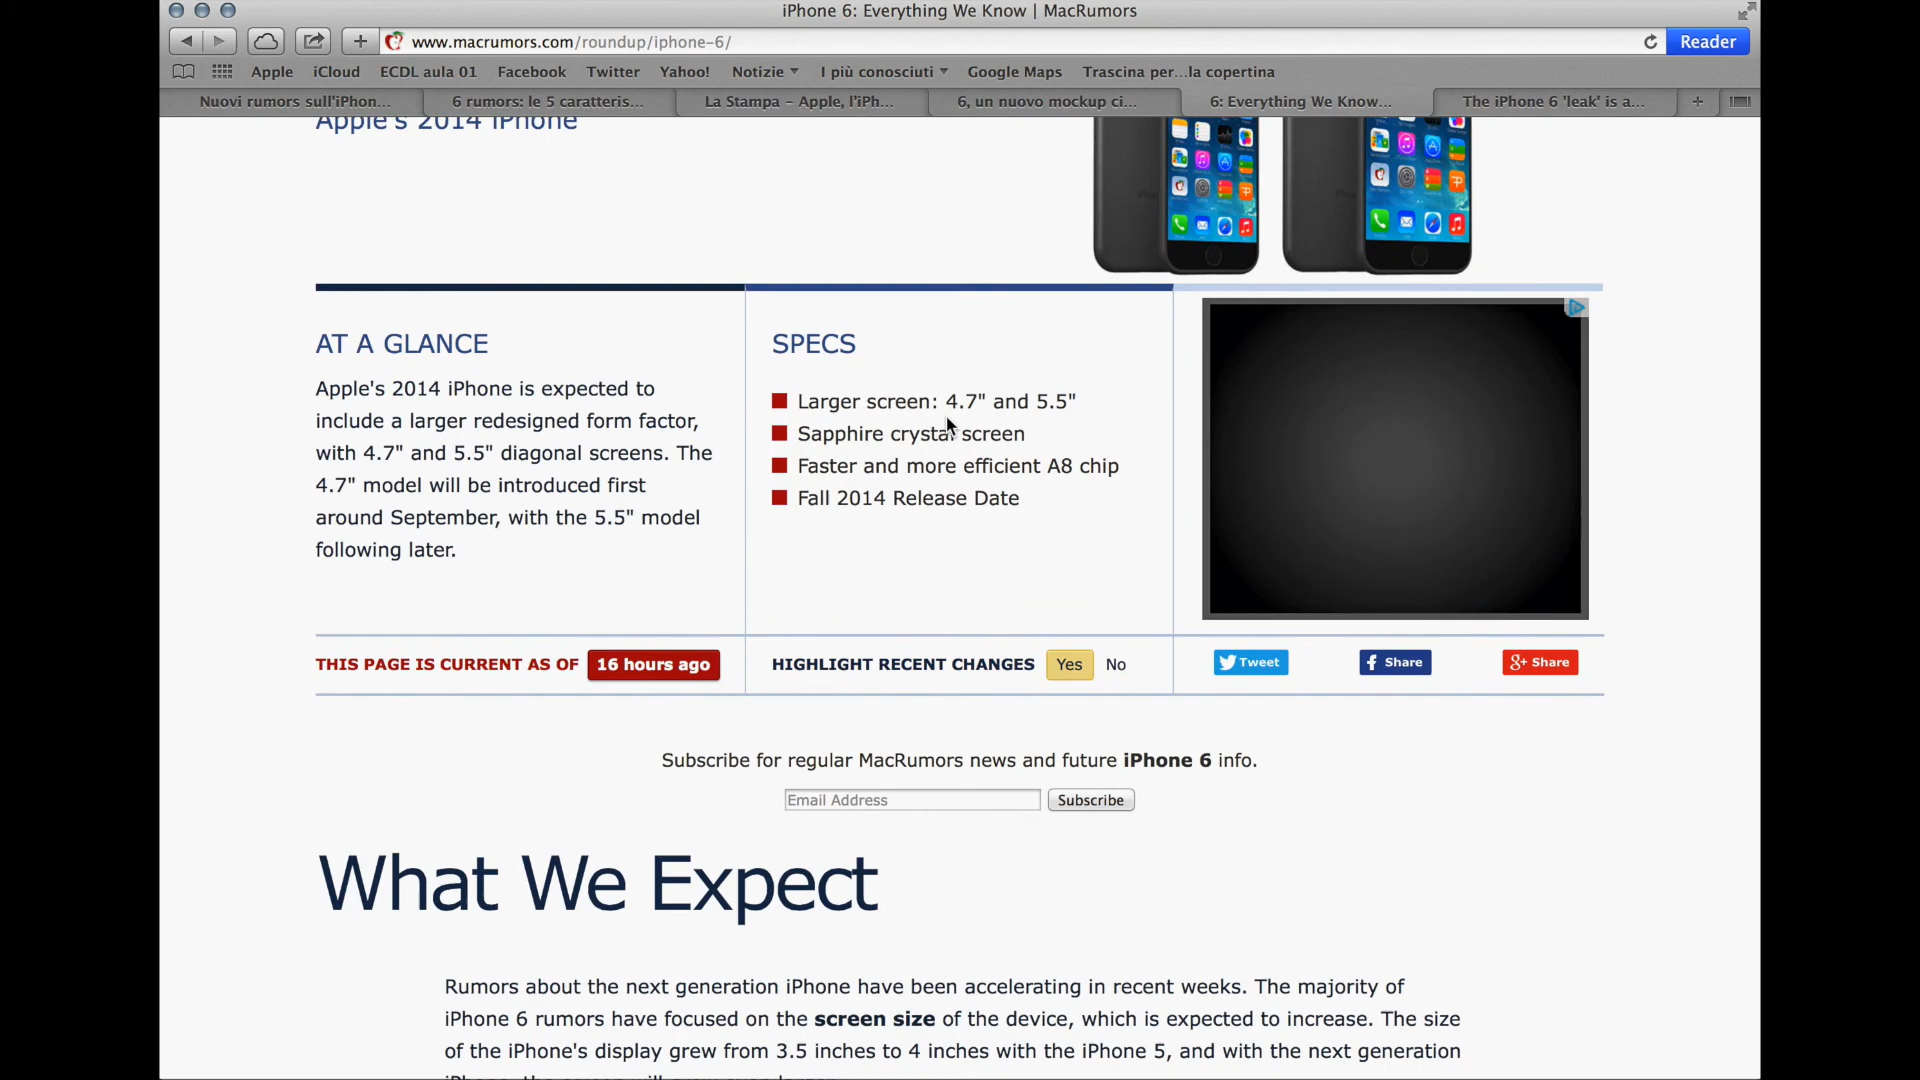 iPhone 6: Everything We Know | MacRumors
www.macrumors.com/roundup/iphone-6/
Reader
Apple iCloud ECDL aula 01 Facebook Twitter Yahoo! Notizie I più conosciuti Google Maps Trascina per...la copertina
Nuovi rumors sull'iPhon... 6 rumors: le 5 caratteris... La Stampa - Apple, l'iPh... 6, un nuovo mockup ci... 6: Everything We Know... The iPhone 6 'leak' is a...
Apple's 2014 iPhone
AT A GLANCE
Apple's 2014 iPhone is expected to
include a larger redesigned form factor,
with 4.7" and 5.5" diagonal screens. The
4.7" model will be introduced first
around September, with the 5.5" model
following later.
SPECS
Larger screen: 4.7" and 5.5"
Sapphire crystal screen
Faster and more efficient A8 chip
Fall 2014 Release Date
THIS PAGE IS CURRENT AS OF 16 hours ago
HIGHLIGHT RECENT CHANGES Yes No
Tweet Share g+ Share
Subscribe for regular MacRumors news and future iPhone 6 info.
Email Address Subscribe
What We Expect
Rumors about the next generation iPhone have been accelerating in recent weeks. The majority of
iPhone 6 rumors have focused on the screen size of the device, which is expected to increase. The size
of the iPhone's display grew from 3.5 inches to 4 inches with the iPhone 5, and with the next generation